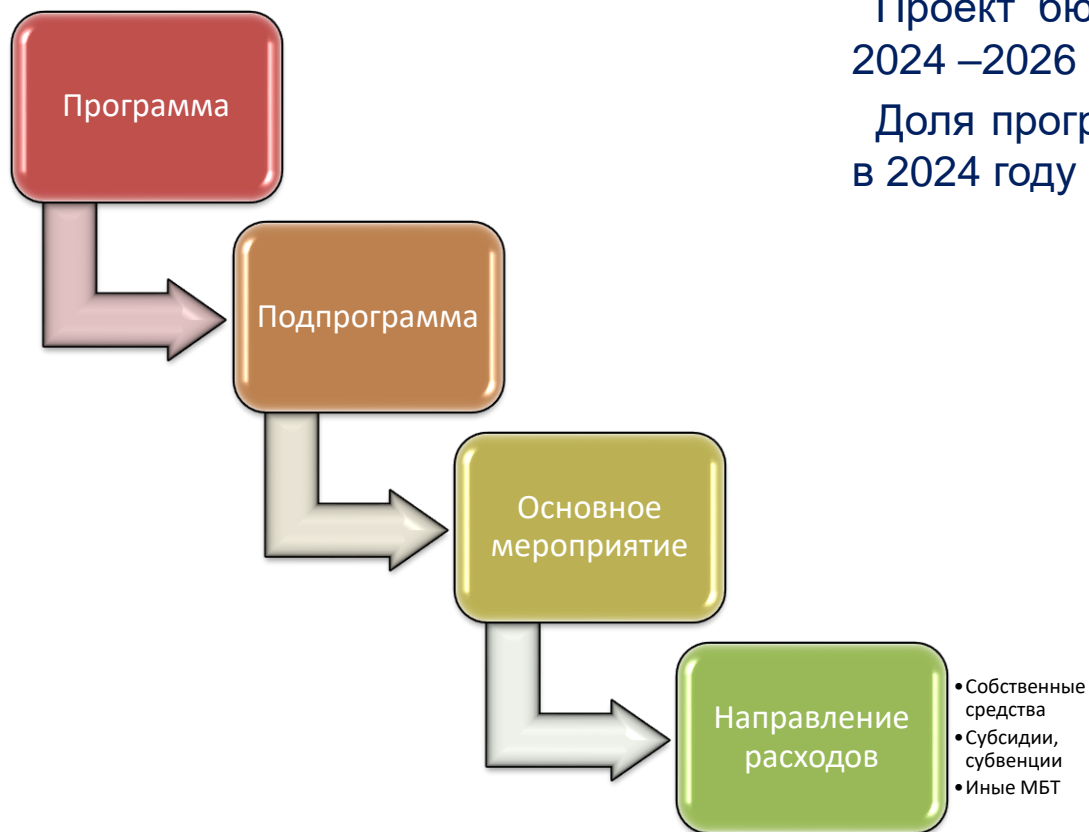 Проект бю
2024 –2026
Доля прогр
в 2024 году
Программа
Подпрограмма
Основное
мероприятие
Направление
расходов
•Собственные
средства
•Субсидии,
субвенции
•Иные МБТ